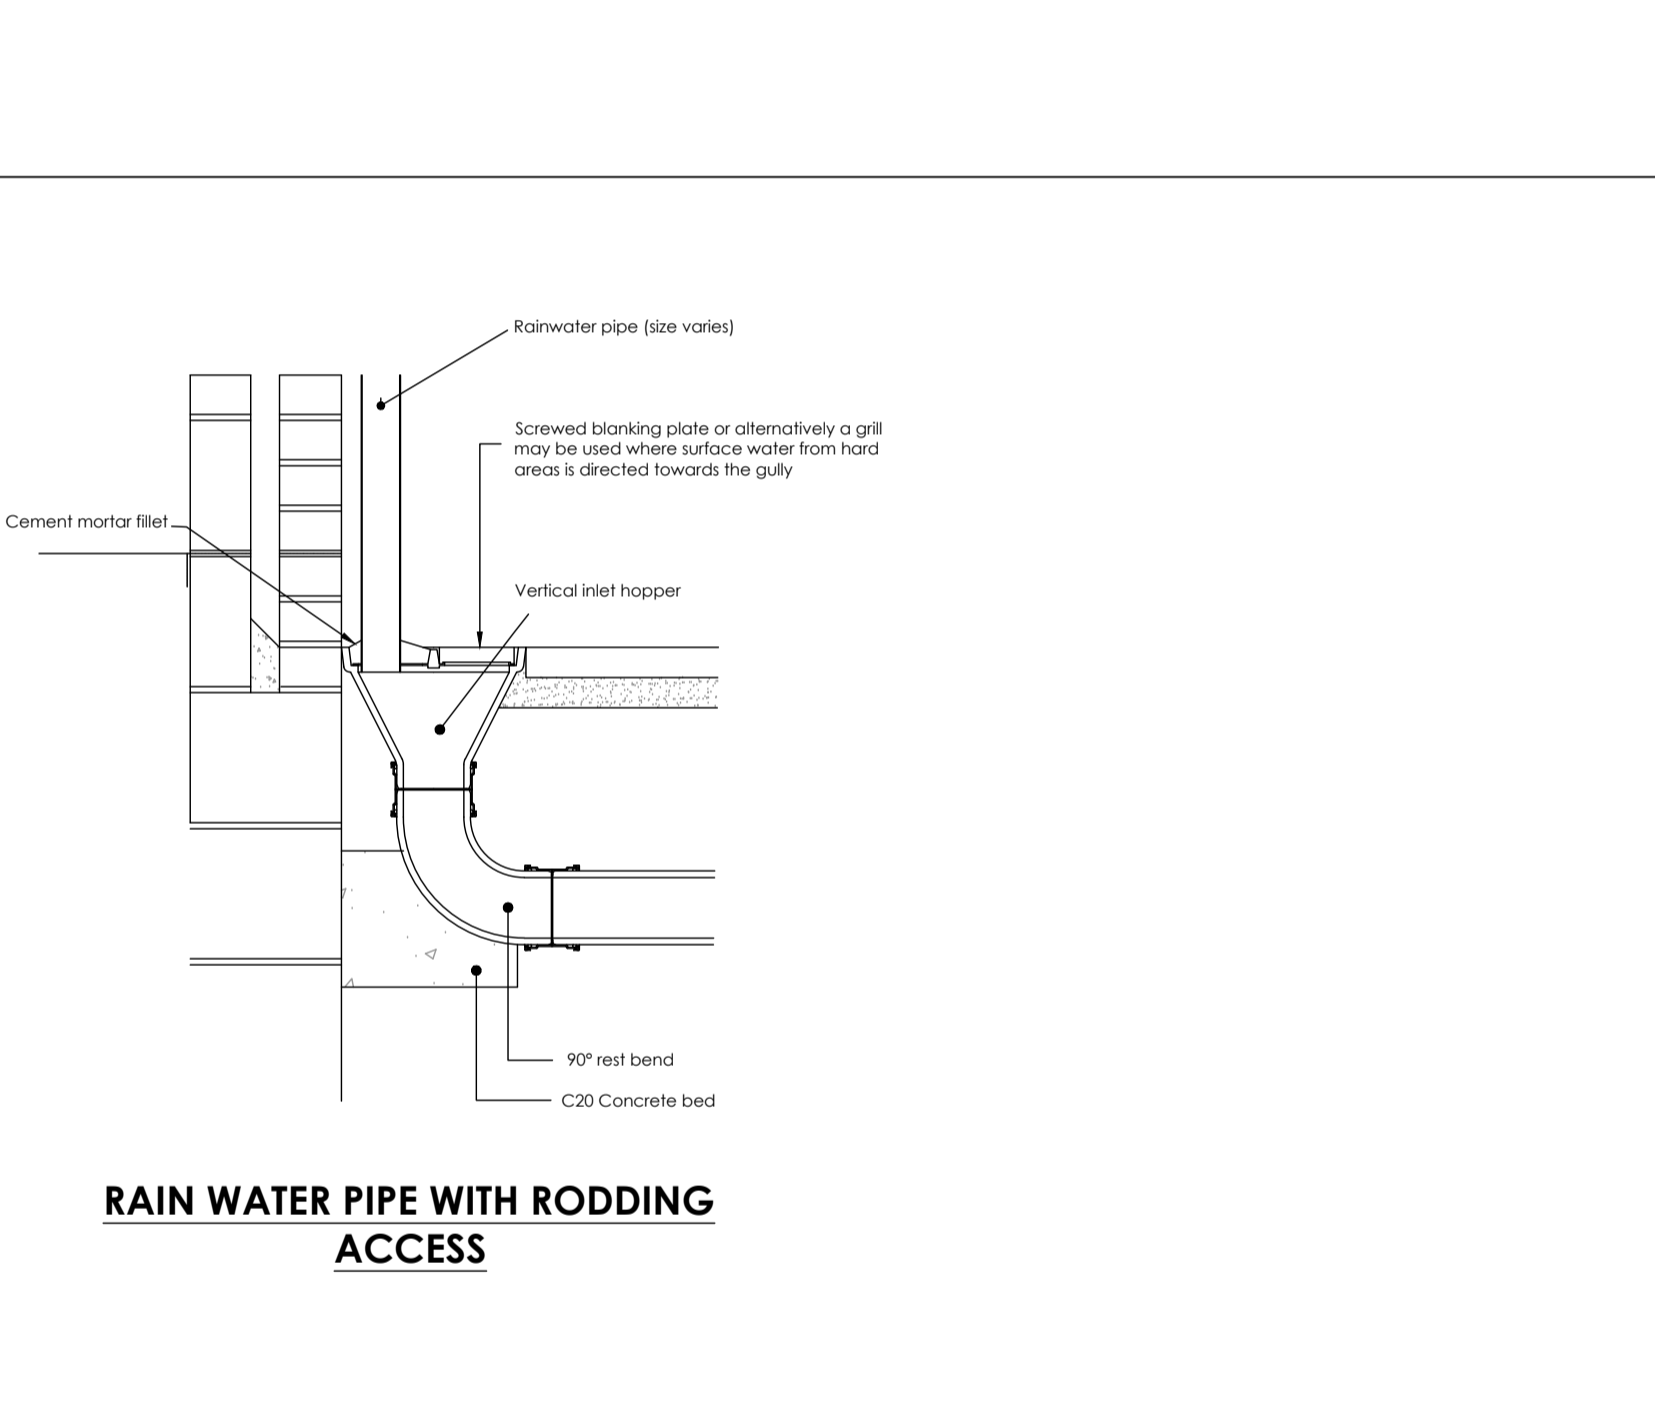 Rainwater pipe (size varies)
Screwed blanking plate or alternatively a grill
may be used where surface water from hard
areas is directed towards the gully
Cement mortar fillet
Vertical inlet hopper
90° rest bend
C20 Concrete bed
RAIN WATER PIPE WITH RODDING
ACCESS